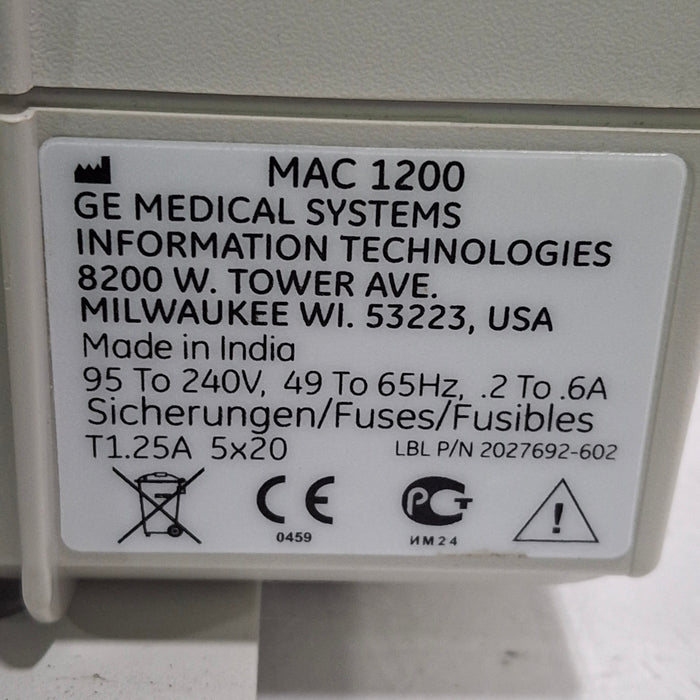 MAC 1200
GE MEDICAL SYSTEMS
INFORMATION TECHNOLOGIES
8200 W. TOWER AVE.
MILWAUKEE WI. 53223, USA
Made in India
95 To 240V, 49 To 65Hz, .2 To .6A
Sicherungen/Fuses/Fusibles
T1.25A 5x20 LBL P/N 2027692-602
CE РСТ !
0459 ИМ24